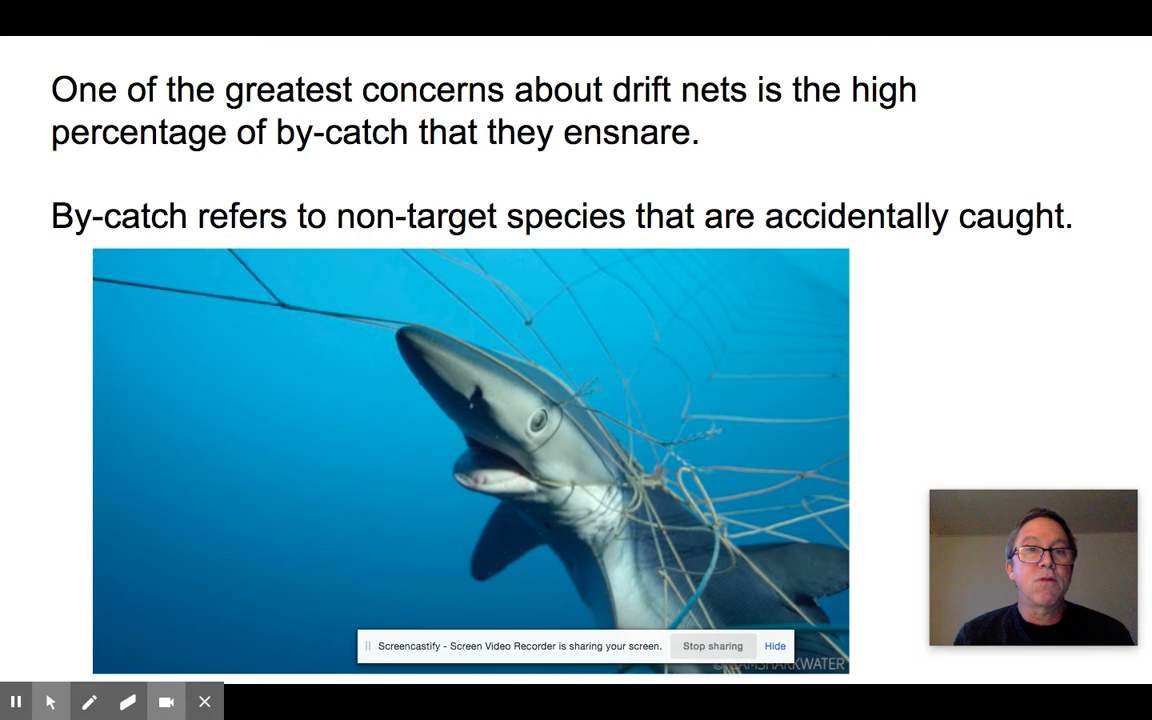 One of the greatest concerns about drift nets is the high
percentage of by-catch that they ensnare.
By-catch refers to non-target species that are accidentally caught.
Screencastify - Screen Video Recorder is sharing your screen.
Stop sharing
Hide